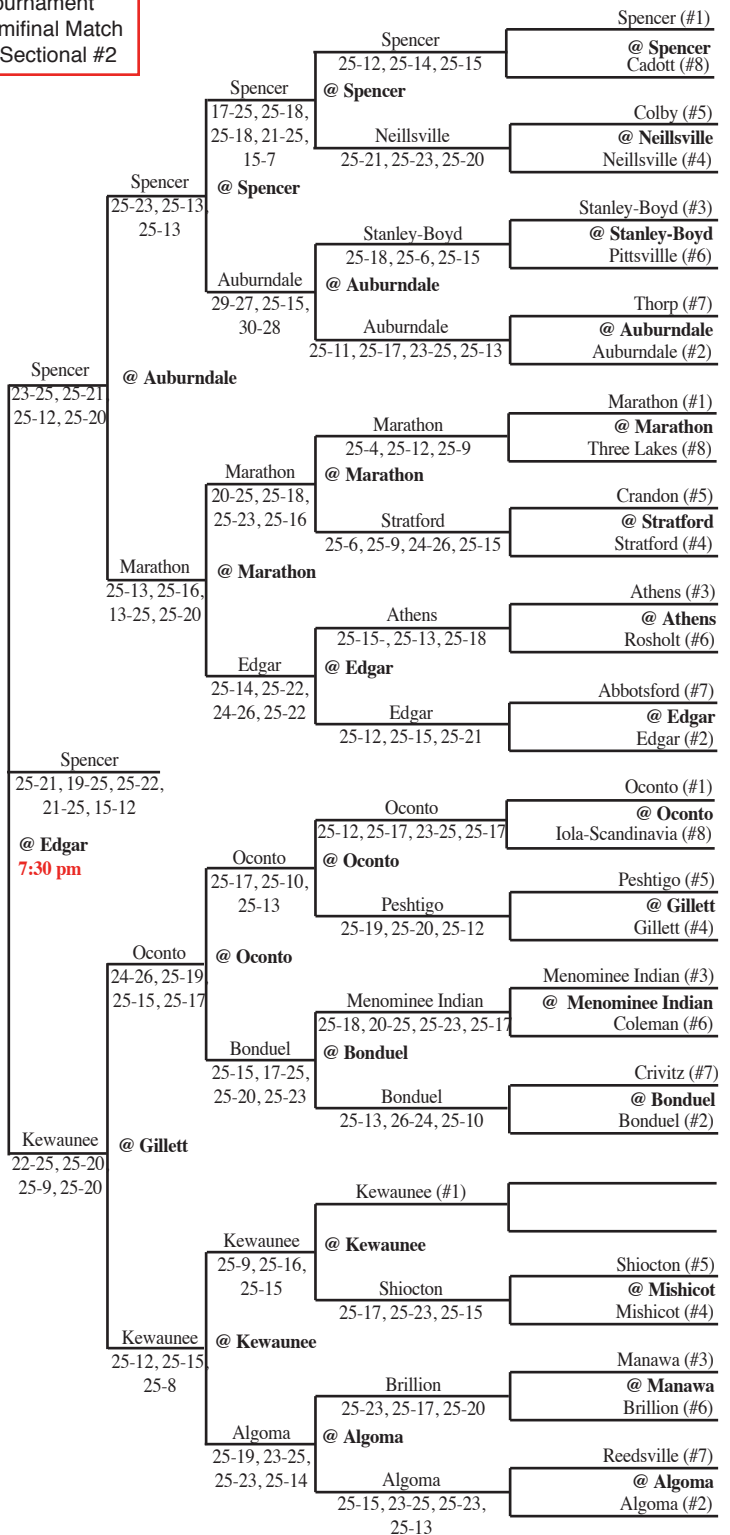 ournament
mifinal Match
Sectional #2
Spencer (#1)
@ Spencer
Cadott (#8)
Spencer
25-12, 25-14, 25-15
@ Spencer
Colby (#5)
@ Neillsville
Neillsville (#4)
Neillsville
25-21, 25-23, 25-20
Spencer
17-25, 25-18,
25-18, 21-25,
15-7
@ Spencer
Stanley-Boyd (#3)
@ Stanley-Boyd
Pittsvillle (#6)
Stanley-Boyd
25-18, 25-6, 25-15
@ Auburndale
Thorp (#7)
@ Auburndale
Auburndale (#2)
Auburndale
25-11, 25-17, 23-25, 25-13
Auburndale
29-27, 25-15,
30-28
Spencer
25-23, 25-13,
25-13
@ Auburndale
Spencer
23-25, 25-21,
25-12, 25-20
Marathon (#1)
@ Marathon
Three Lakes (#8)
Marathon
25-4, 25-12, 25-9
@ Marathon
Crandon (#5)
@ Stratford
Stratford (#4)
Stratford
25-6, 25-9, 24-26, 25-15
Marathon
20-25, 25-18,
25-23, 25-16
@ Marathon
Marathon
25-13, 25-16,
13-25, 25-20
Athens (#3)
@ Athens
Rosholt (#6)
Athens
25-15-, 25-13, 25-18
@ Edgar
Edgar
25-14, 25-22,
24-26, 25-22
Abbotsford (#7)
@ Edgar
Edgar (#2)
Edgar
25-12, 25-15, 25-21
Spencer
25-21, 19-25, 25-22,
21-25, 15-12
@ Edgar
7:30 pm
Oconto (#1)
@ Oconto
Iola-Scandinavia (#8)
Oconto
25-12, 25-17, 23-25, 25-17
@ Oconto
Oconto
25-17, 25-10,
25-13
Peshtigo (#5)
@ Gillett
Gillett (#4)
Peshtigo
25-19, 25-20, 25-12
@ Oconto
Oconto
24-26, 25-19,
25-15, 25-17
Menominee Indian (#3)
@ Menominee Indian
Coleman (#6)
Menominee Indian
25-18, 20-25, 25-23, 25-17
@ Bonduel
Bonduel
25-15, 17-25,
25-20, 25-23
Crivitz (#7)
@ Bonduel
Bonduel (#2)
Bonduel
25-13, 26-24, 25-10
Kewaunee
22-25, 25-20,
25-9, 25-20
@ Gillett
Kewaunee (#1)
@ Kewaunee
Kewaunee
25-9, 25-16,
25-15
Shiocton (#5)
@ Mishicot
Mishicot (#4)
Shiocton
25-17, 25-23, 25-15
@ Kewaunee
Kewaunee
25-12, 25-15,
25-8
Manawa (#3)
@ Manawa
Brillion (#6)
Brillion
25-23, 25-17, 25-20
@ Algoma
Algoma
25-19, 23-25,
25-23, 25-14
Reedsville (#7)
@ Algoma
Algoma (#2)
Algoma
25-15, 23-25, 25-23,
25-13